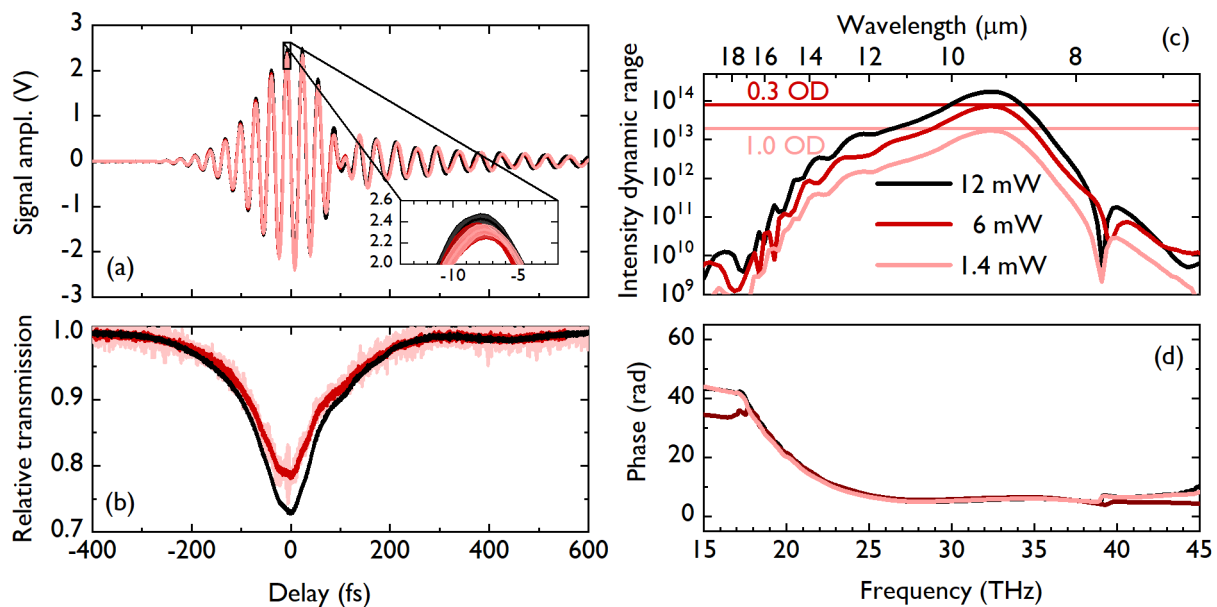 3
2
1
0
-1
-2
-3
Signal ampl. (V)
(a)
2.6
2.4
2.2
2.0
-10
-5
1.0
0.9
0.8
0.7
Relative transmission
(b)
-400
-200
0
200
400
600
Delay (fs)
Wavelength (μm)
18
16
14
12
10
8
(c)
Intensity dynamic range
10^14
10^13
10^12
10^11
10^10
10^9
0.3 OD
1.0 OD
12 mW
6 mW
1.4 mW
60
40
20
0
Phase (rad)
(d)
15
20
25
30
35
40
45
Frequency (THz)